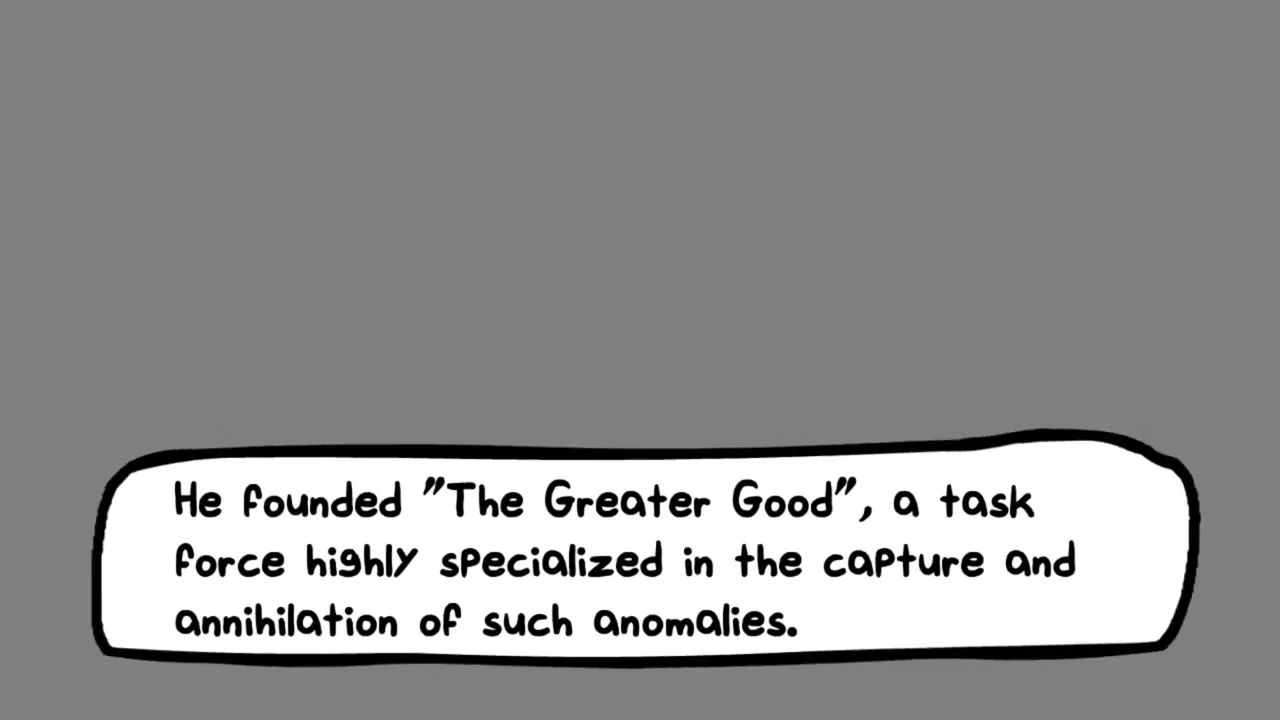 He founded "The Greater Good", a task
force highly specialized in the capture and
annihilation of such anomalies.